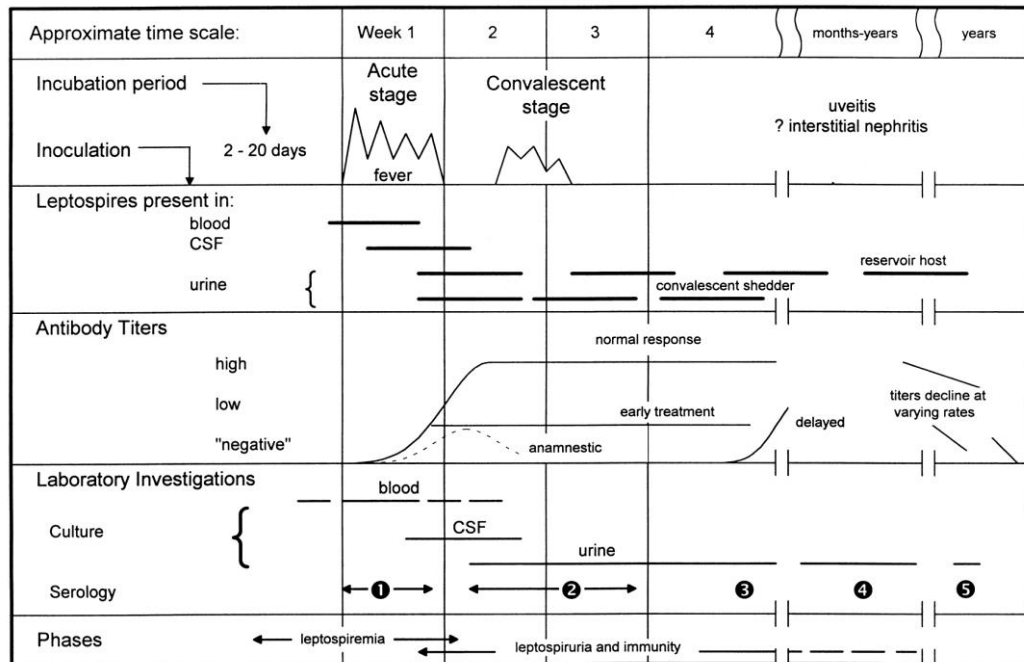 Approximate time scale: Week 1 2 3 4 months-years years
Incubation period
Acute
stage
Convalescent
stage
uveitis
? interstitial nephritis
Inoculation 2 - 20 days
fever
Leptospires present in:
blood
CSF
reservoir host
urine {
convalescent shedder
Antibody Titers
normal response
high
titers decline at
varying rates
low
early treatment
delayed
"negative"
anamnestic
Laboratory Investigations
blood
Culture {
CSF
urine
Serology ❶ ❷ ❸ ❹ ❺
Phases
leptospiremia
leptospiruria and immunity